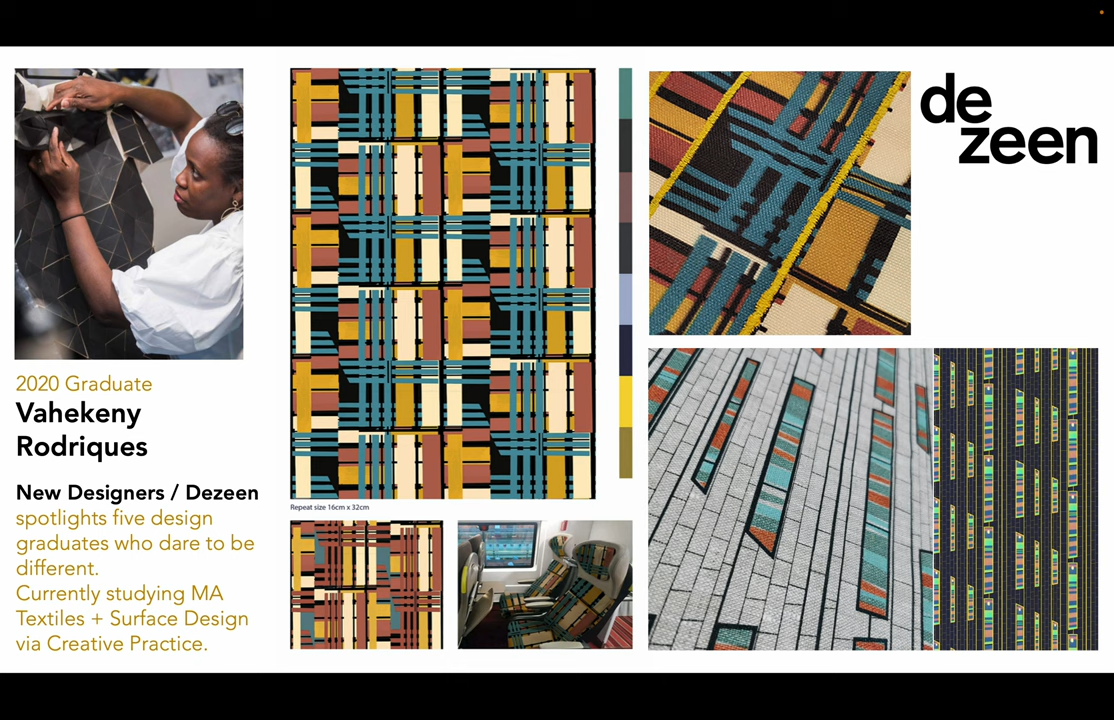 2020 Graduate
Vahekeny
Rodriques
New Designers / Dezeen
spotlights five design
graduates who dare to be
different.
Currently studying MA
Textiles + Surface Design
via Creative Practice.
Repeat size 16cm x 32cm
de
zeen